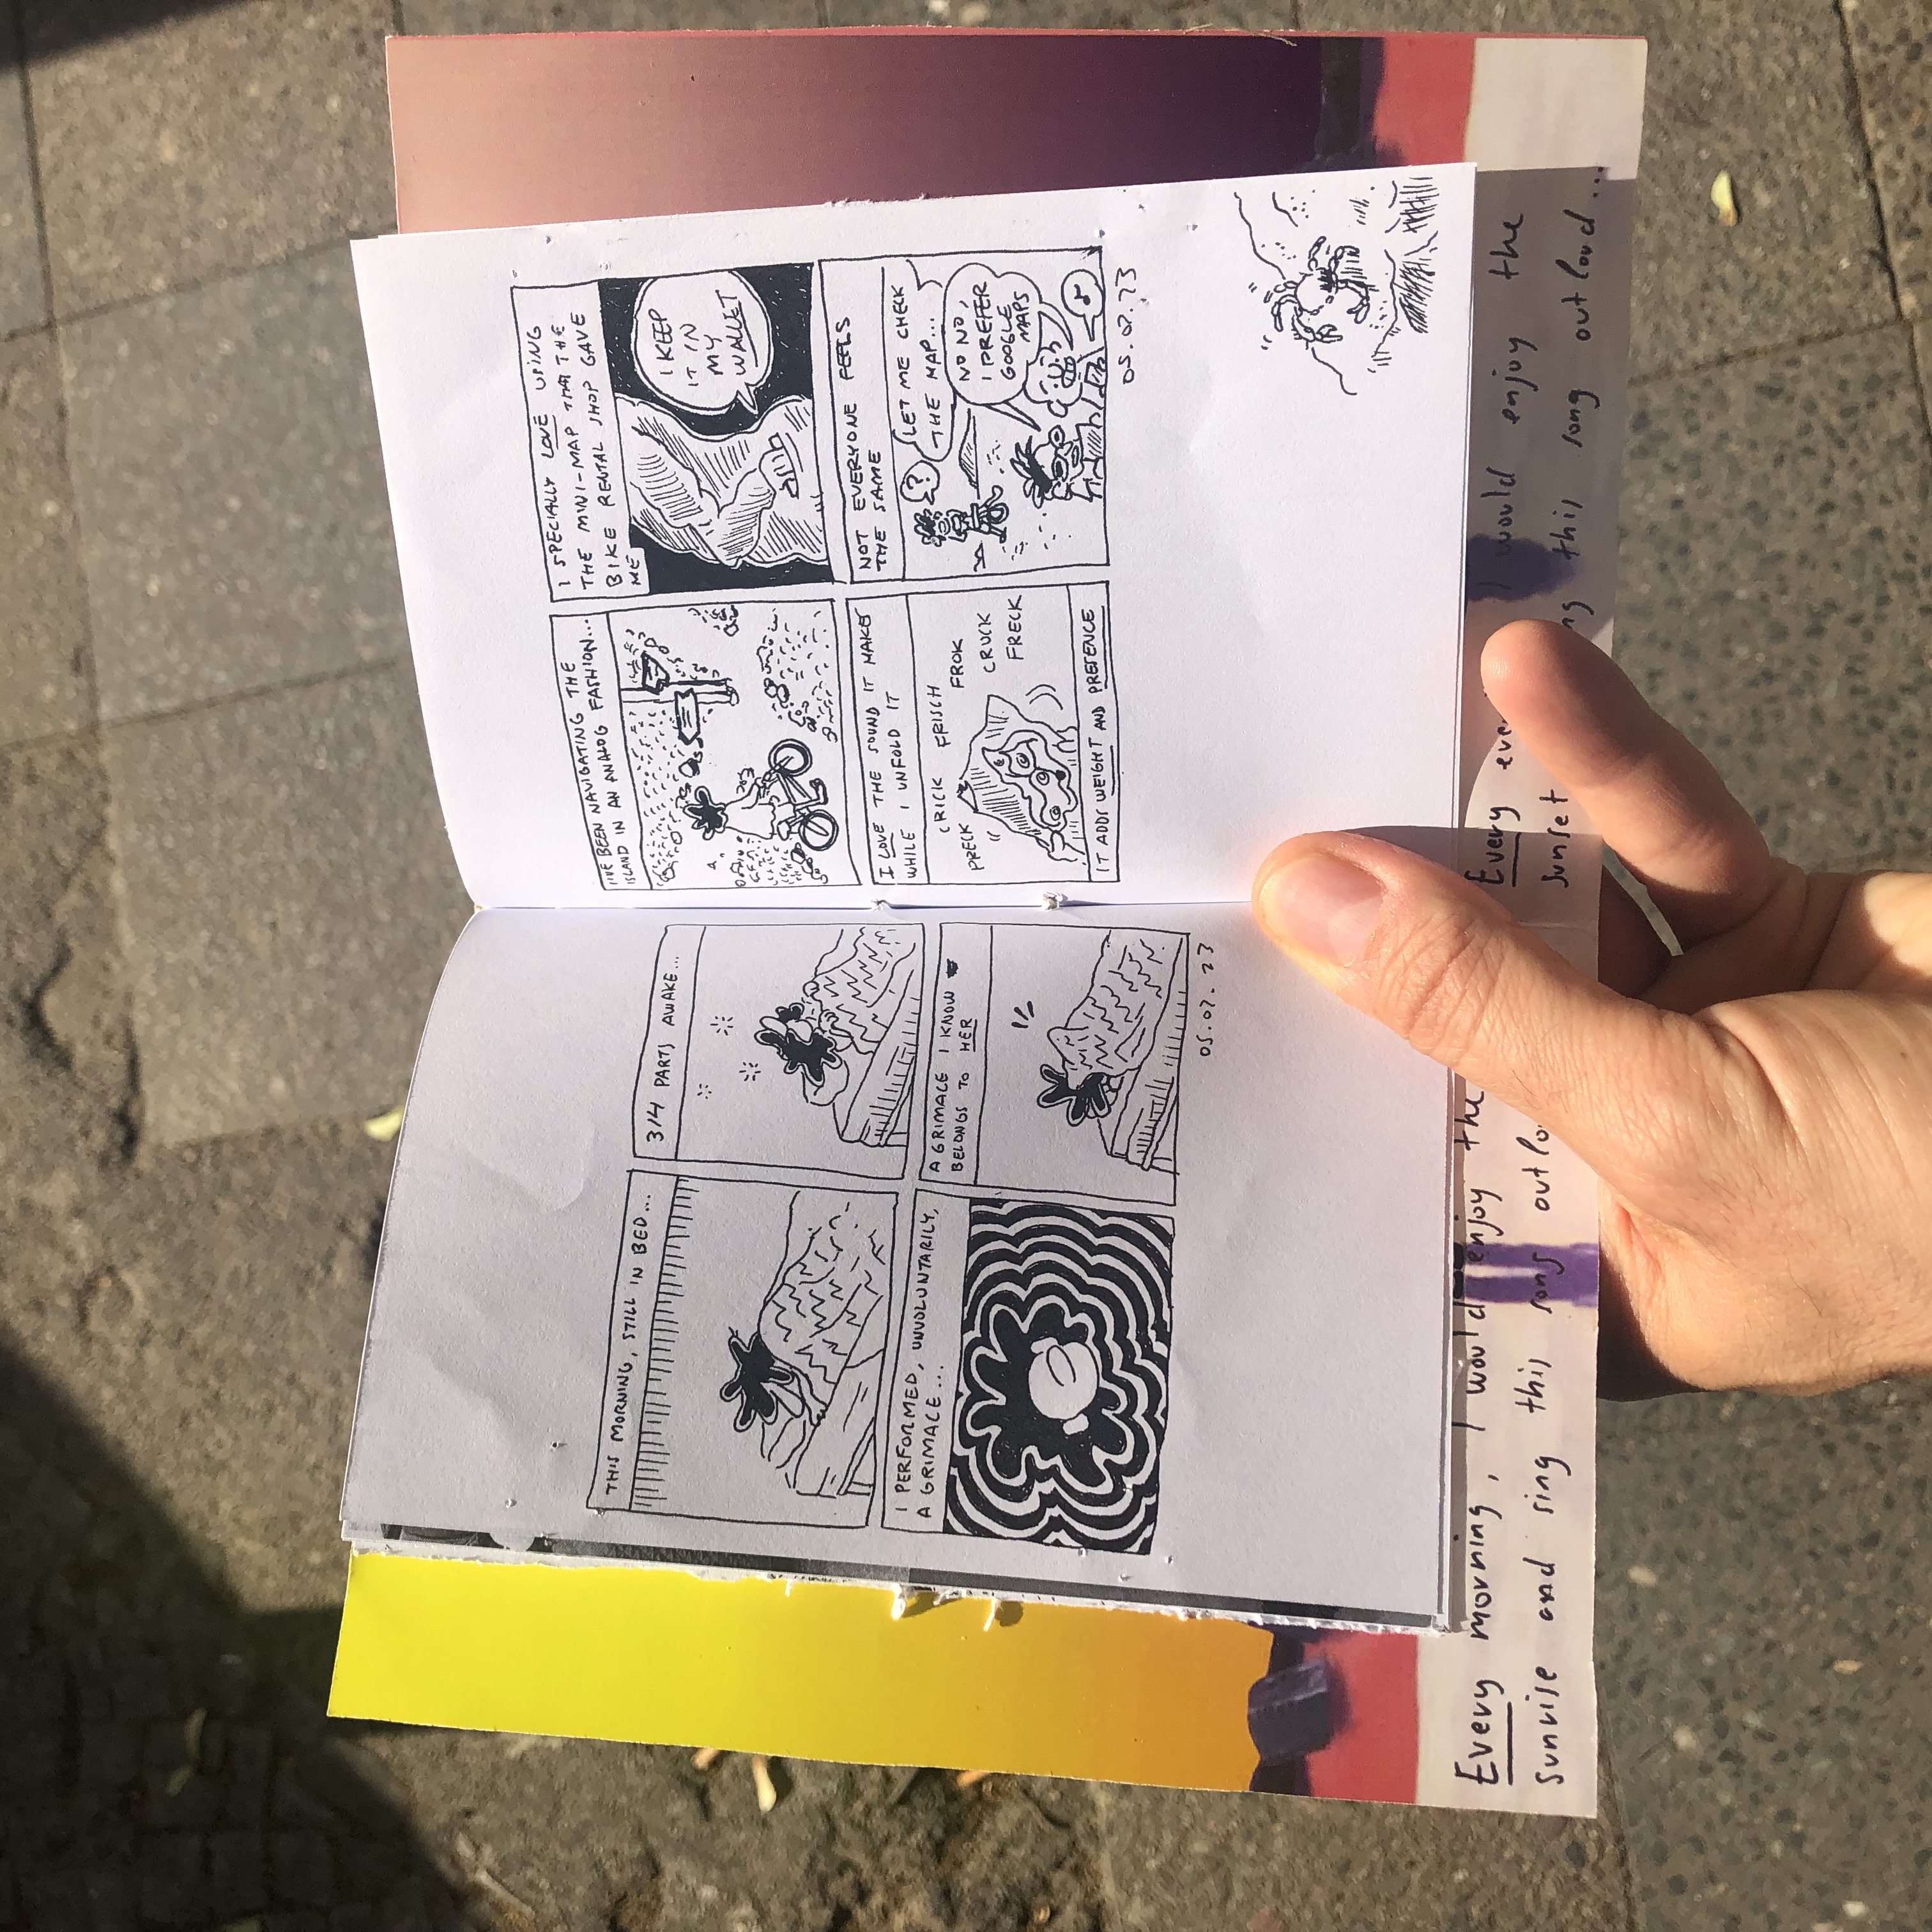 THIS MORNING, STILL IN BED...
3/4 PARTS AWAKE...
I PERFORMED, UNVOLUNTARILY,
A GRIMACE...
A GRIMACE I KNOW
BELONGS TO HER
05.07.23
I'VE BEEN NAVIGATING THE
ISLAND IN AN ANALOG FASHION...
I SPECIALLY LOVE USING
THE MINI-MAP THAT THE
BIKE RENTAL SHOP GAVE
ME
I KEEP
IT IN
MY
WALLET
I LOVE THE SOUND IT MAKES
WHILE I UNFOLD IT
CRICK
FRISCH
PRECK
FROK
CRUCK
FRECK
IT ADDS WEIGHT AND PRESENCE
NOT EVERYONE FEELS
THE SAME
?
LET ME CHECK
THE MAP...
NO NO,
I PREFER
GOOGLE
MAPS
♪
05.07.23
Every morning, I would enjoy the
sunrise and sing this song
Every I would enjoy the
sunset this song outloud...